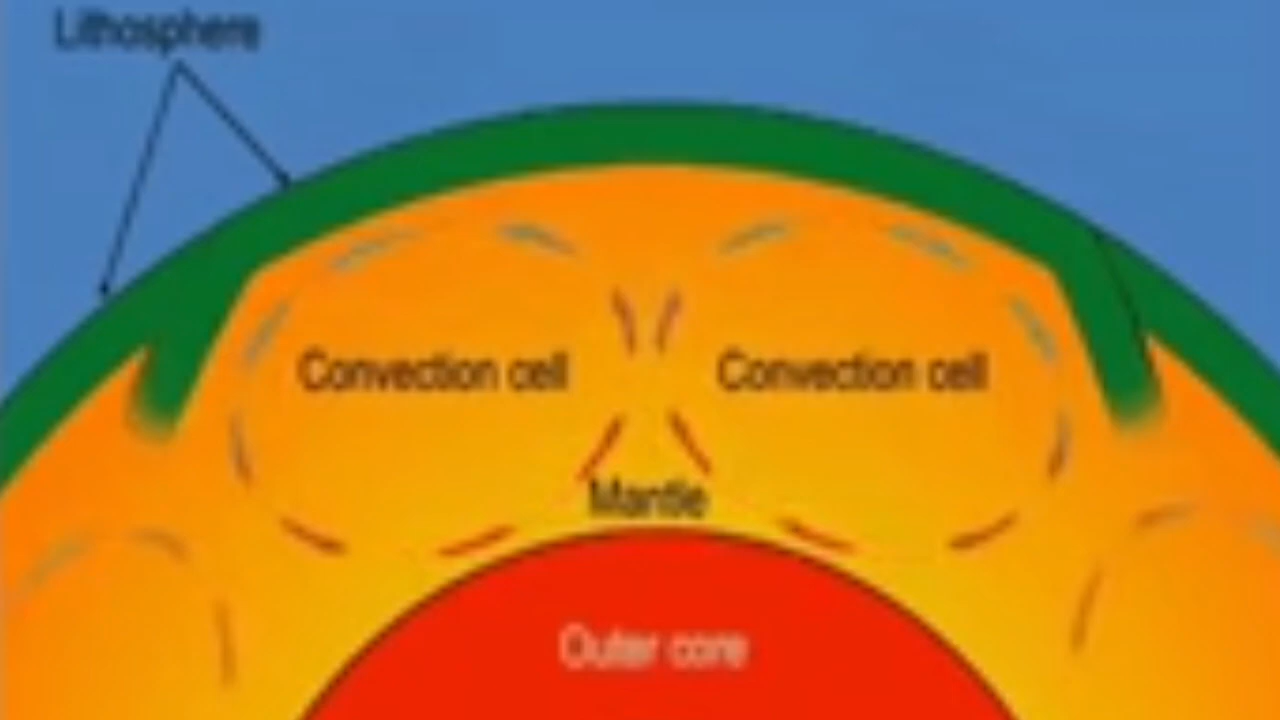 Lithosphere
Convection cell
Convection cell
Mantle
Outer core